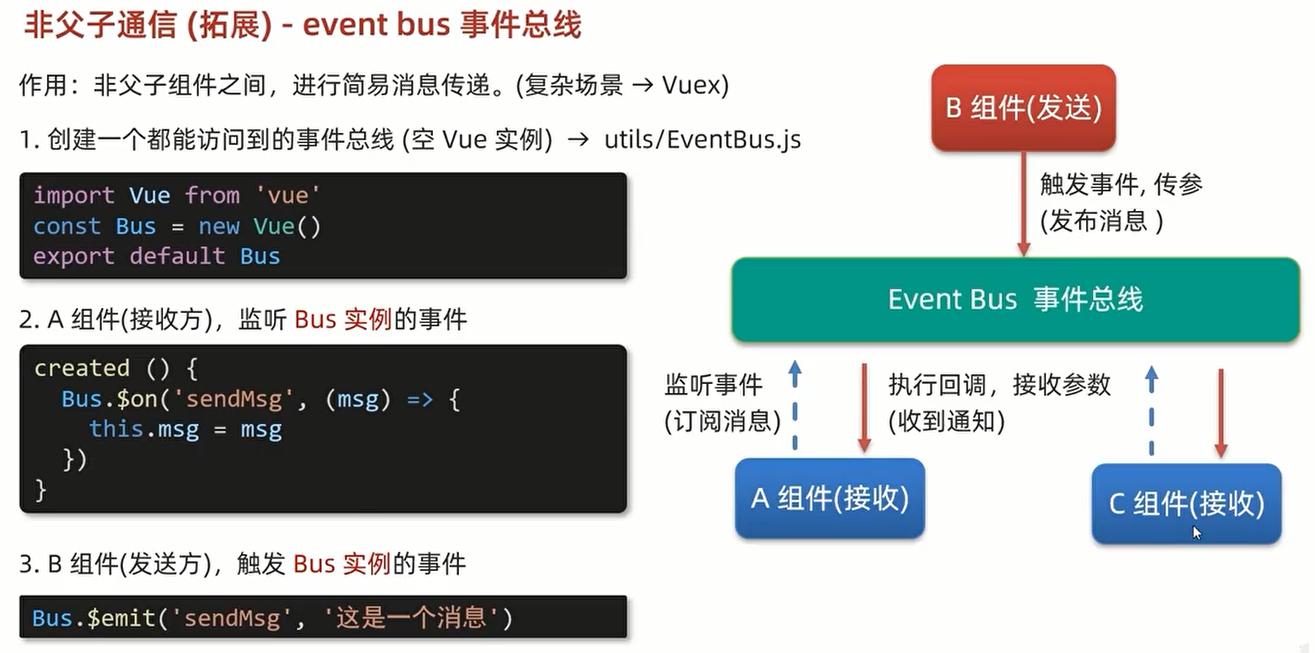 非父子通信 (拓展) - event bus 事件总线
作用：非父子组件之间，进行简易消息传递。(复杂场景 → Vuex)
1. 创建一个都能访问到的事件总线 (空 Vue 实例) → utils/EventBus.js
import Vue from 'vue'
const Bus = new Vue()
export default Bus
2. A 组件(接收方)，监听 Bus 实例的事件
created () {
  Bus.$on('sendMsg', (msg) => {
    this.msg = msg
  })
}
3. B 组件(发送方)，触发 Bus 实例的事件
Bus.$emit('sendMsg', '这是一个消息')
B 组件(发送)
触发事件, 传参
(发布消息 )
Event Bus 事件总线
监听事件
(订阅消息)
执行回调，接收参数
(收到通知)
A 组件(接收)
C 组件(接收)